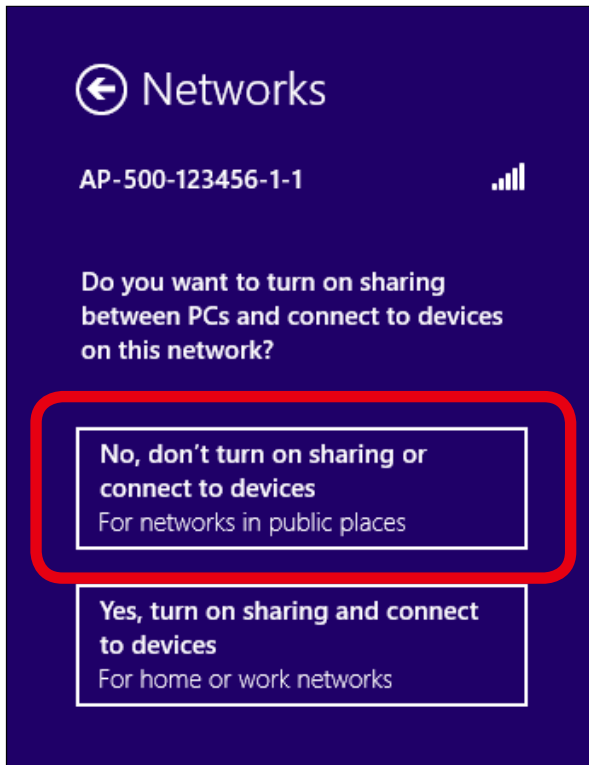 Networks
AP-500-123456-1-1
Do you want to turn on sharing
between PCs and connect to devices
on this network?
No, don’t turn on sharing or
connect to devices
For networks in public places
Yes, turn on sharing and connect
to devices
For home or work networks